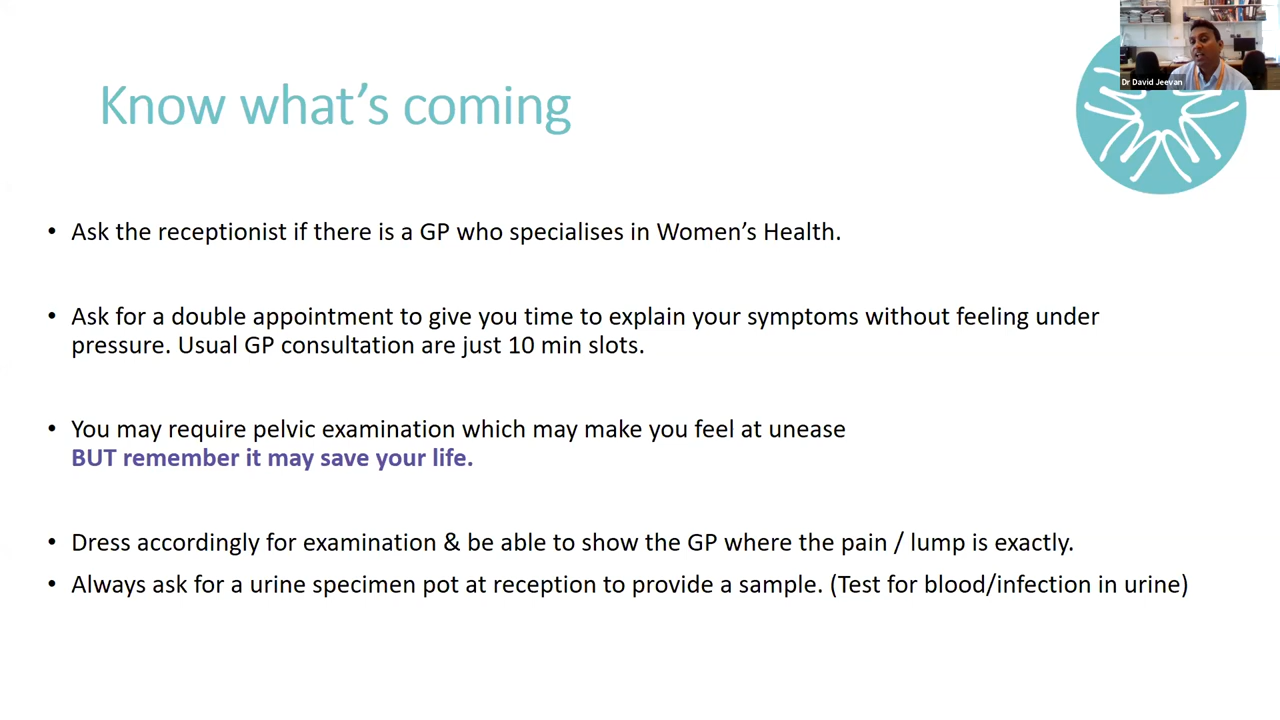 Dr David Jeevan
Know what's coming
• Ask the receptionist if there is a GP who specialises in Women's Health.
• Ask for a double appointment to give you time to explain your symptoms without feeling under
pressure. Usual GP consultation are just 10 min slots.
• You may require pelvic examination which may make you feel at unease
BUT remember it may save your life.
• Dress accordingly for examination & be able to show the GP where the pain / lump is exactly.
• Always ask for a urine specimen pot at reception to provide a sample. (Test for blood/infection in urine)